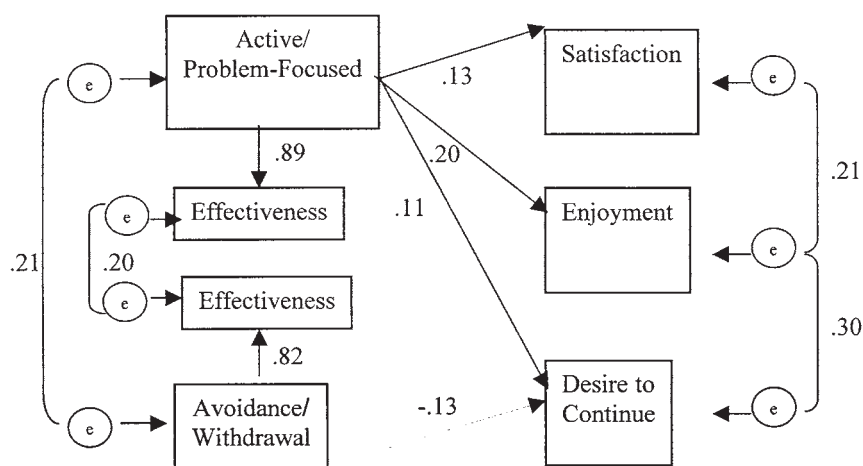 Active/
Problem-Focused
Satisfaction
e
e
.13
.89
.20
.21
.11
e
Effectiveness
Enjoyment
e
.21
.20
e
Effectiveness
.30
.82
Desire to
Continue
e
Avoidance/
Withdrawal
-.13
e